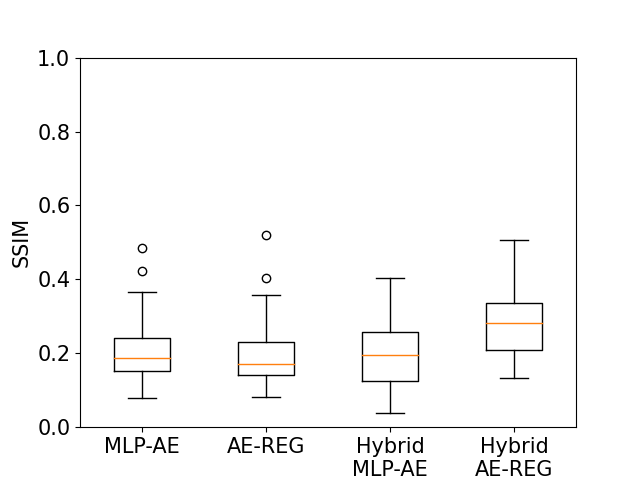 1.0
0.8
0.6
0.4
0.2
0.0
SSIM
MLP-AE
AE-REG
Hybrid
MLP-AE
Hybrid
AE-REG